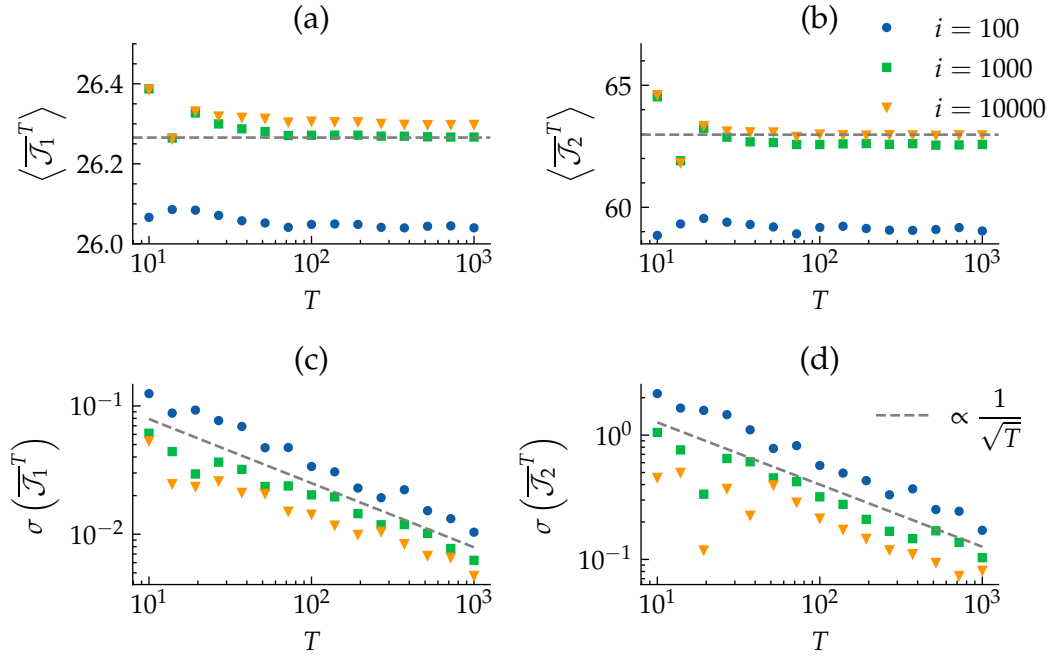 (a)
(b)
i = 100
i = 1000
i = 10000
26.4
26.2
26.0
⟨𝒥̅₁ᵀ⟩
10¹
10²
10³
T
65
60
⟨𝒥̅₂ᵀ⟩
10¹
10²
10³
T
(c)
(d)
10⁻¹
10⁻²
σ(𝒥̅₁ᵀ)
10¹
10²
10³
T
10⁰
10⁻¹
σ(𝒥̅₂ᵀ)
∝ 1/√T
10¹
10²
10³
T